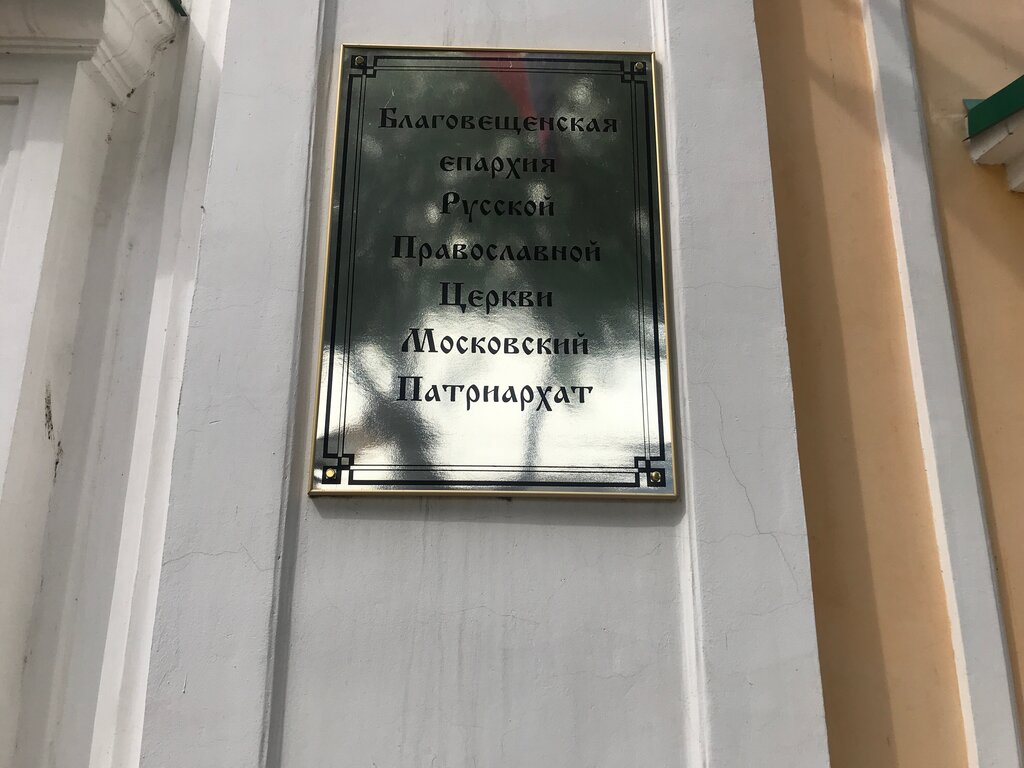 Благовещенская
епархия
Русской
Православной
Церкви
Московский
Патриархат